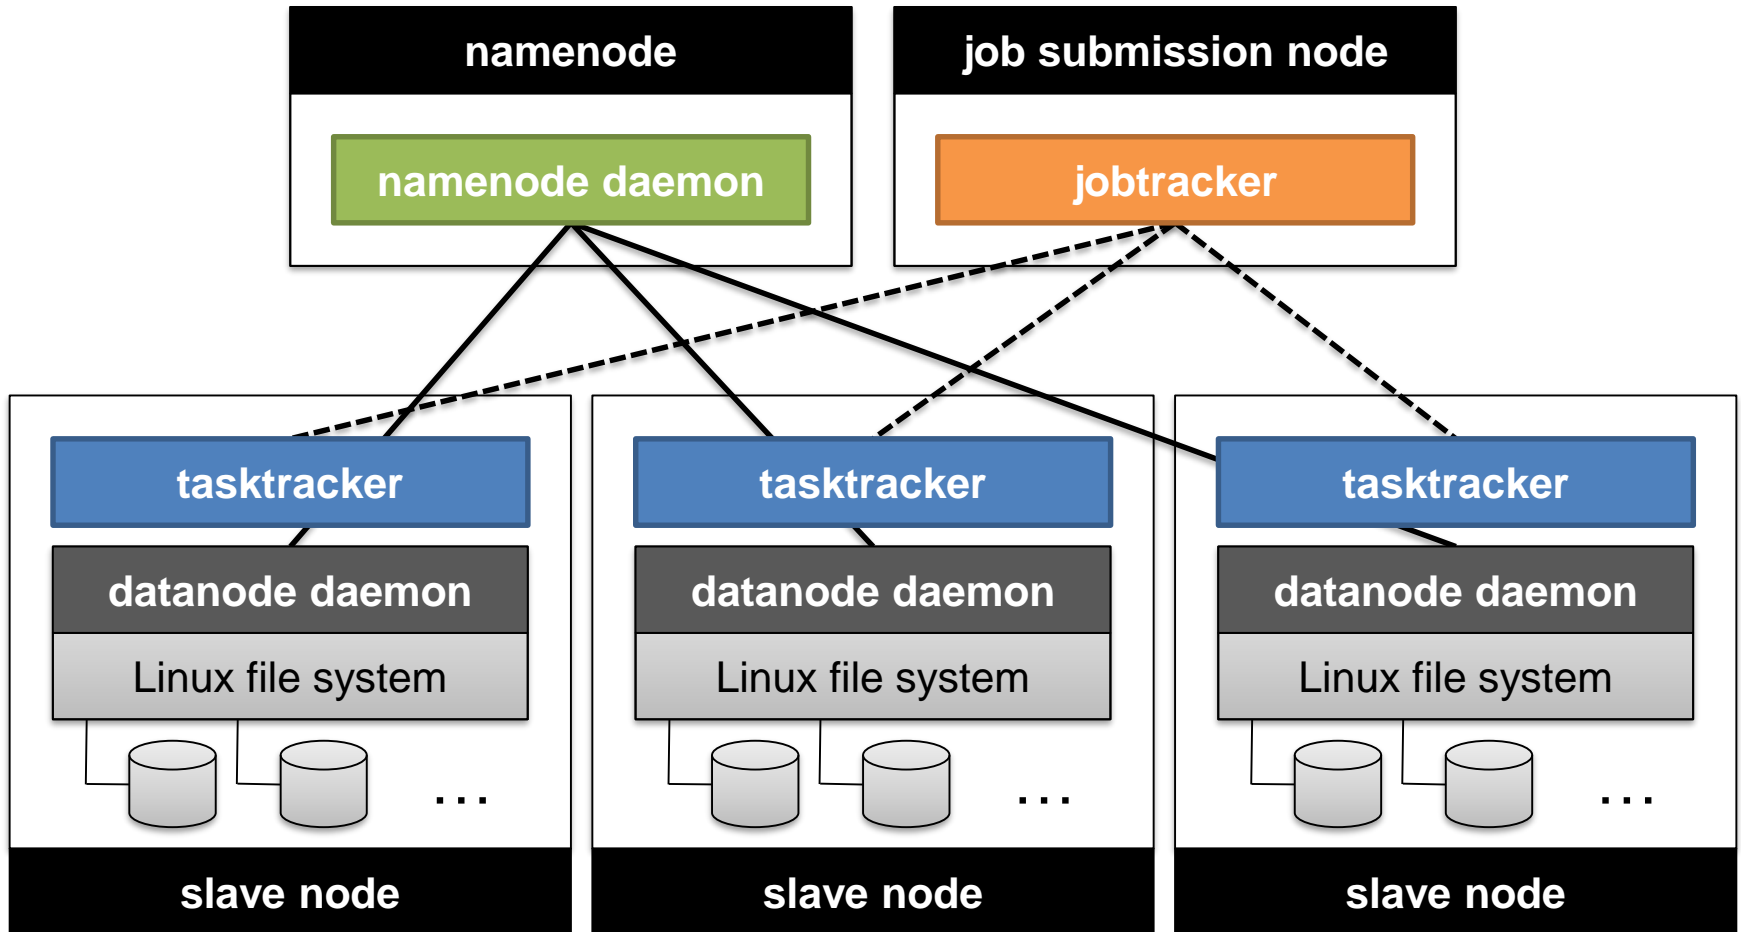 namenode
job submission node
namenode daemon
jobtracker
tasktracker
tasktracker
tasktracker
datanode daemon
datanode daemon
datanode daemon
Linux file system
Linux file system
Linux file system
...
...
...
slave node
slave node
slave node